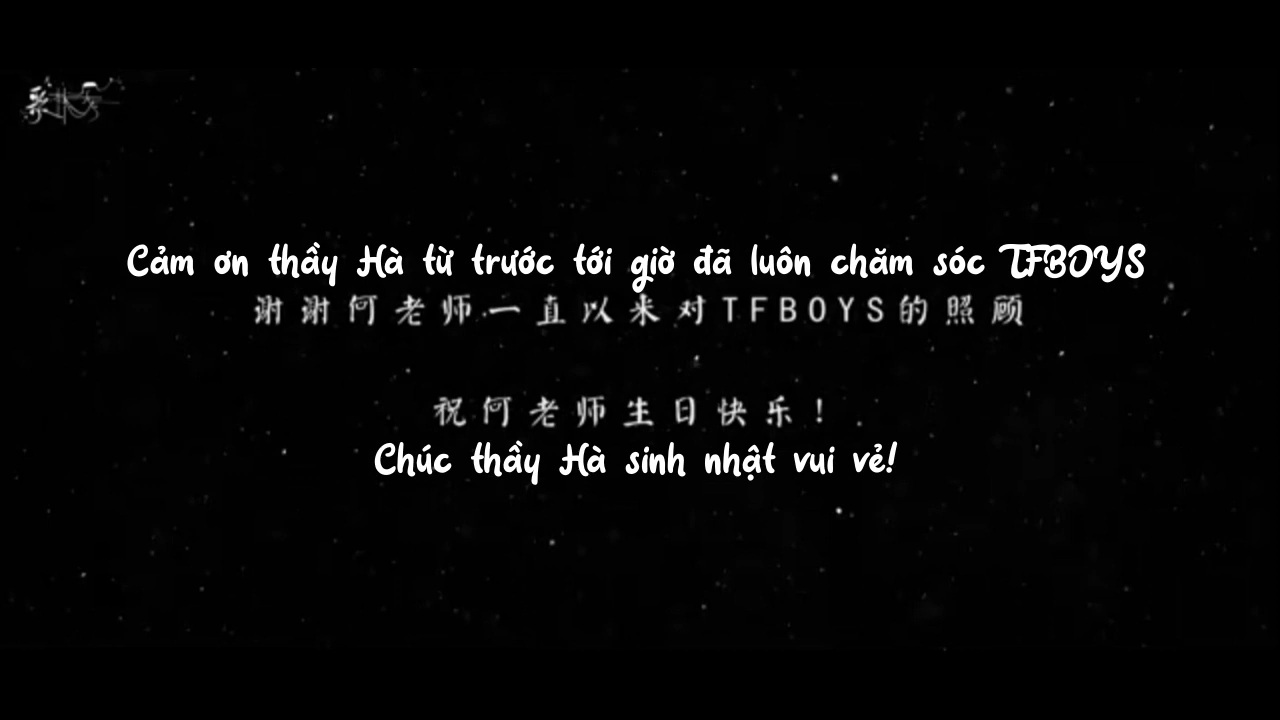 Cảm ơn thầy Hà từ trước tới giờ đã luôn chăm sóc TFBOYS
谢谢何老师一直以来对TFBOYS的照顾
祝何老师生日快乐！
Chúc thầy Hà sinh nhật vui vẻ!